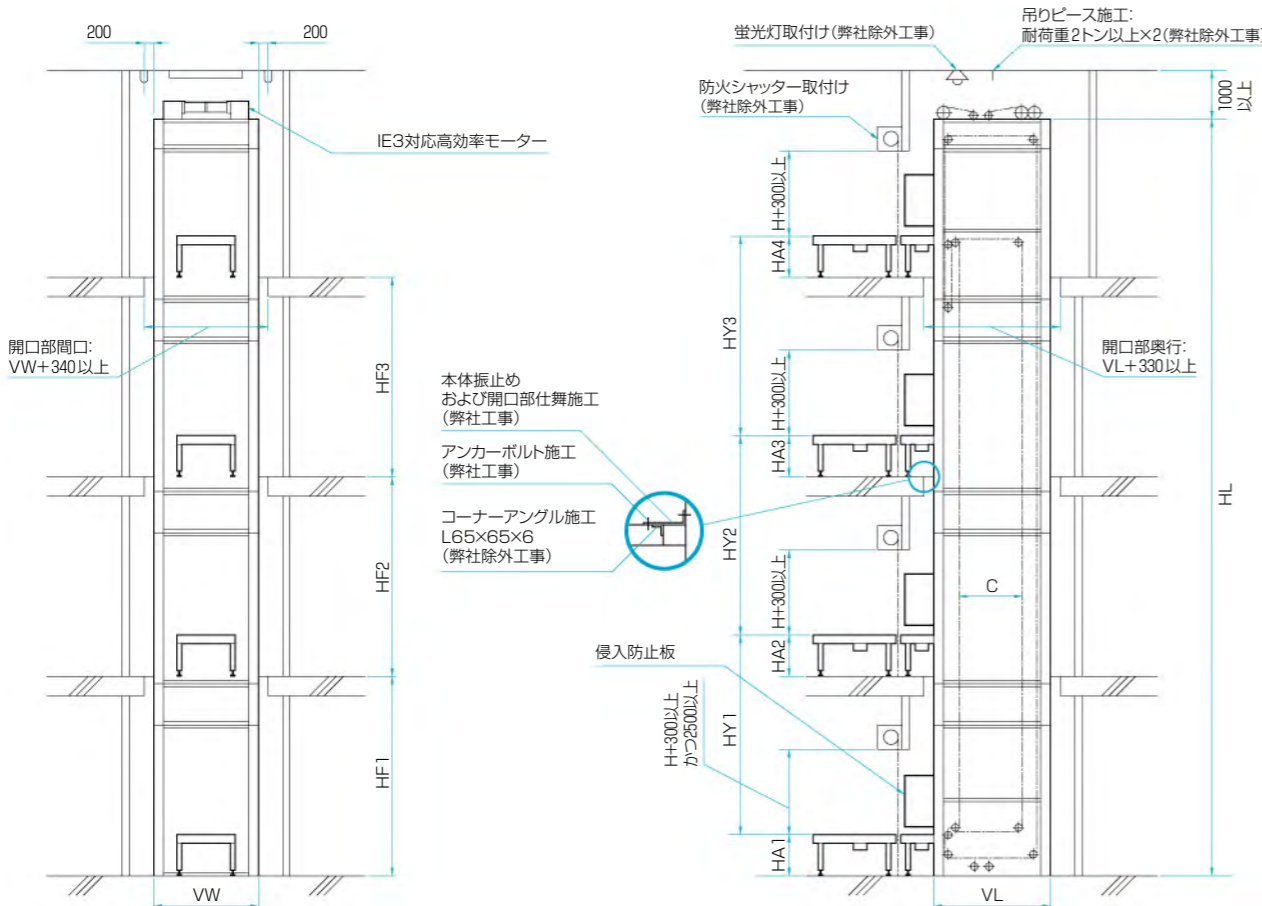 200
200
IE3対応高効率モーター
開口部間口:
VW+340以上
HF3
HF2
HF1
VW
本体振止め
および開口部仕舞施工
(弊社工事)
アンカーボルト施工
(弊社工事)
コーナーアングル施工
L65×65×6
(弊社除外工事)
侵入防止板
蛍光灯取付け(弊社除外工事)
吊りピース施工:
耐荷重2トン以上×2(弊社除外工事)
防火シャッター取付け
(弊社除外工事)
1000
以上
H+300以上
HA4
HY3
開口部奥行:
VL+330以上
H+300以上
HA3
HY2
HL
H+300以上
C
HA2
HY1
H+300以上
かつ2500以上
HA1
VL